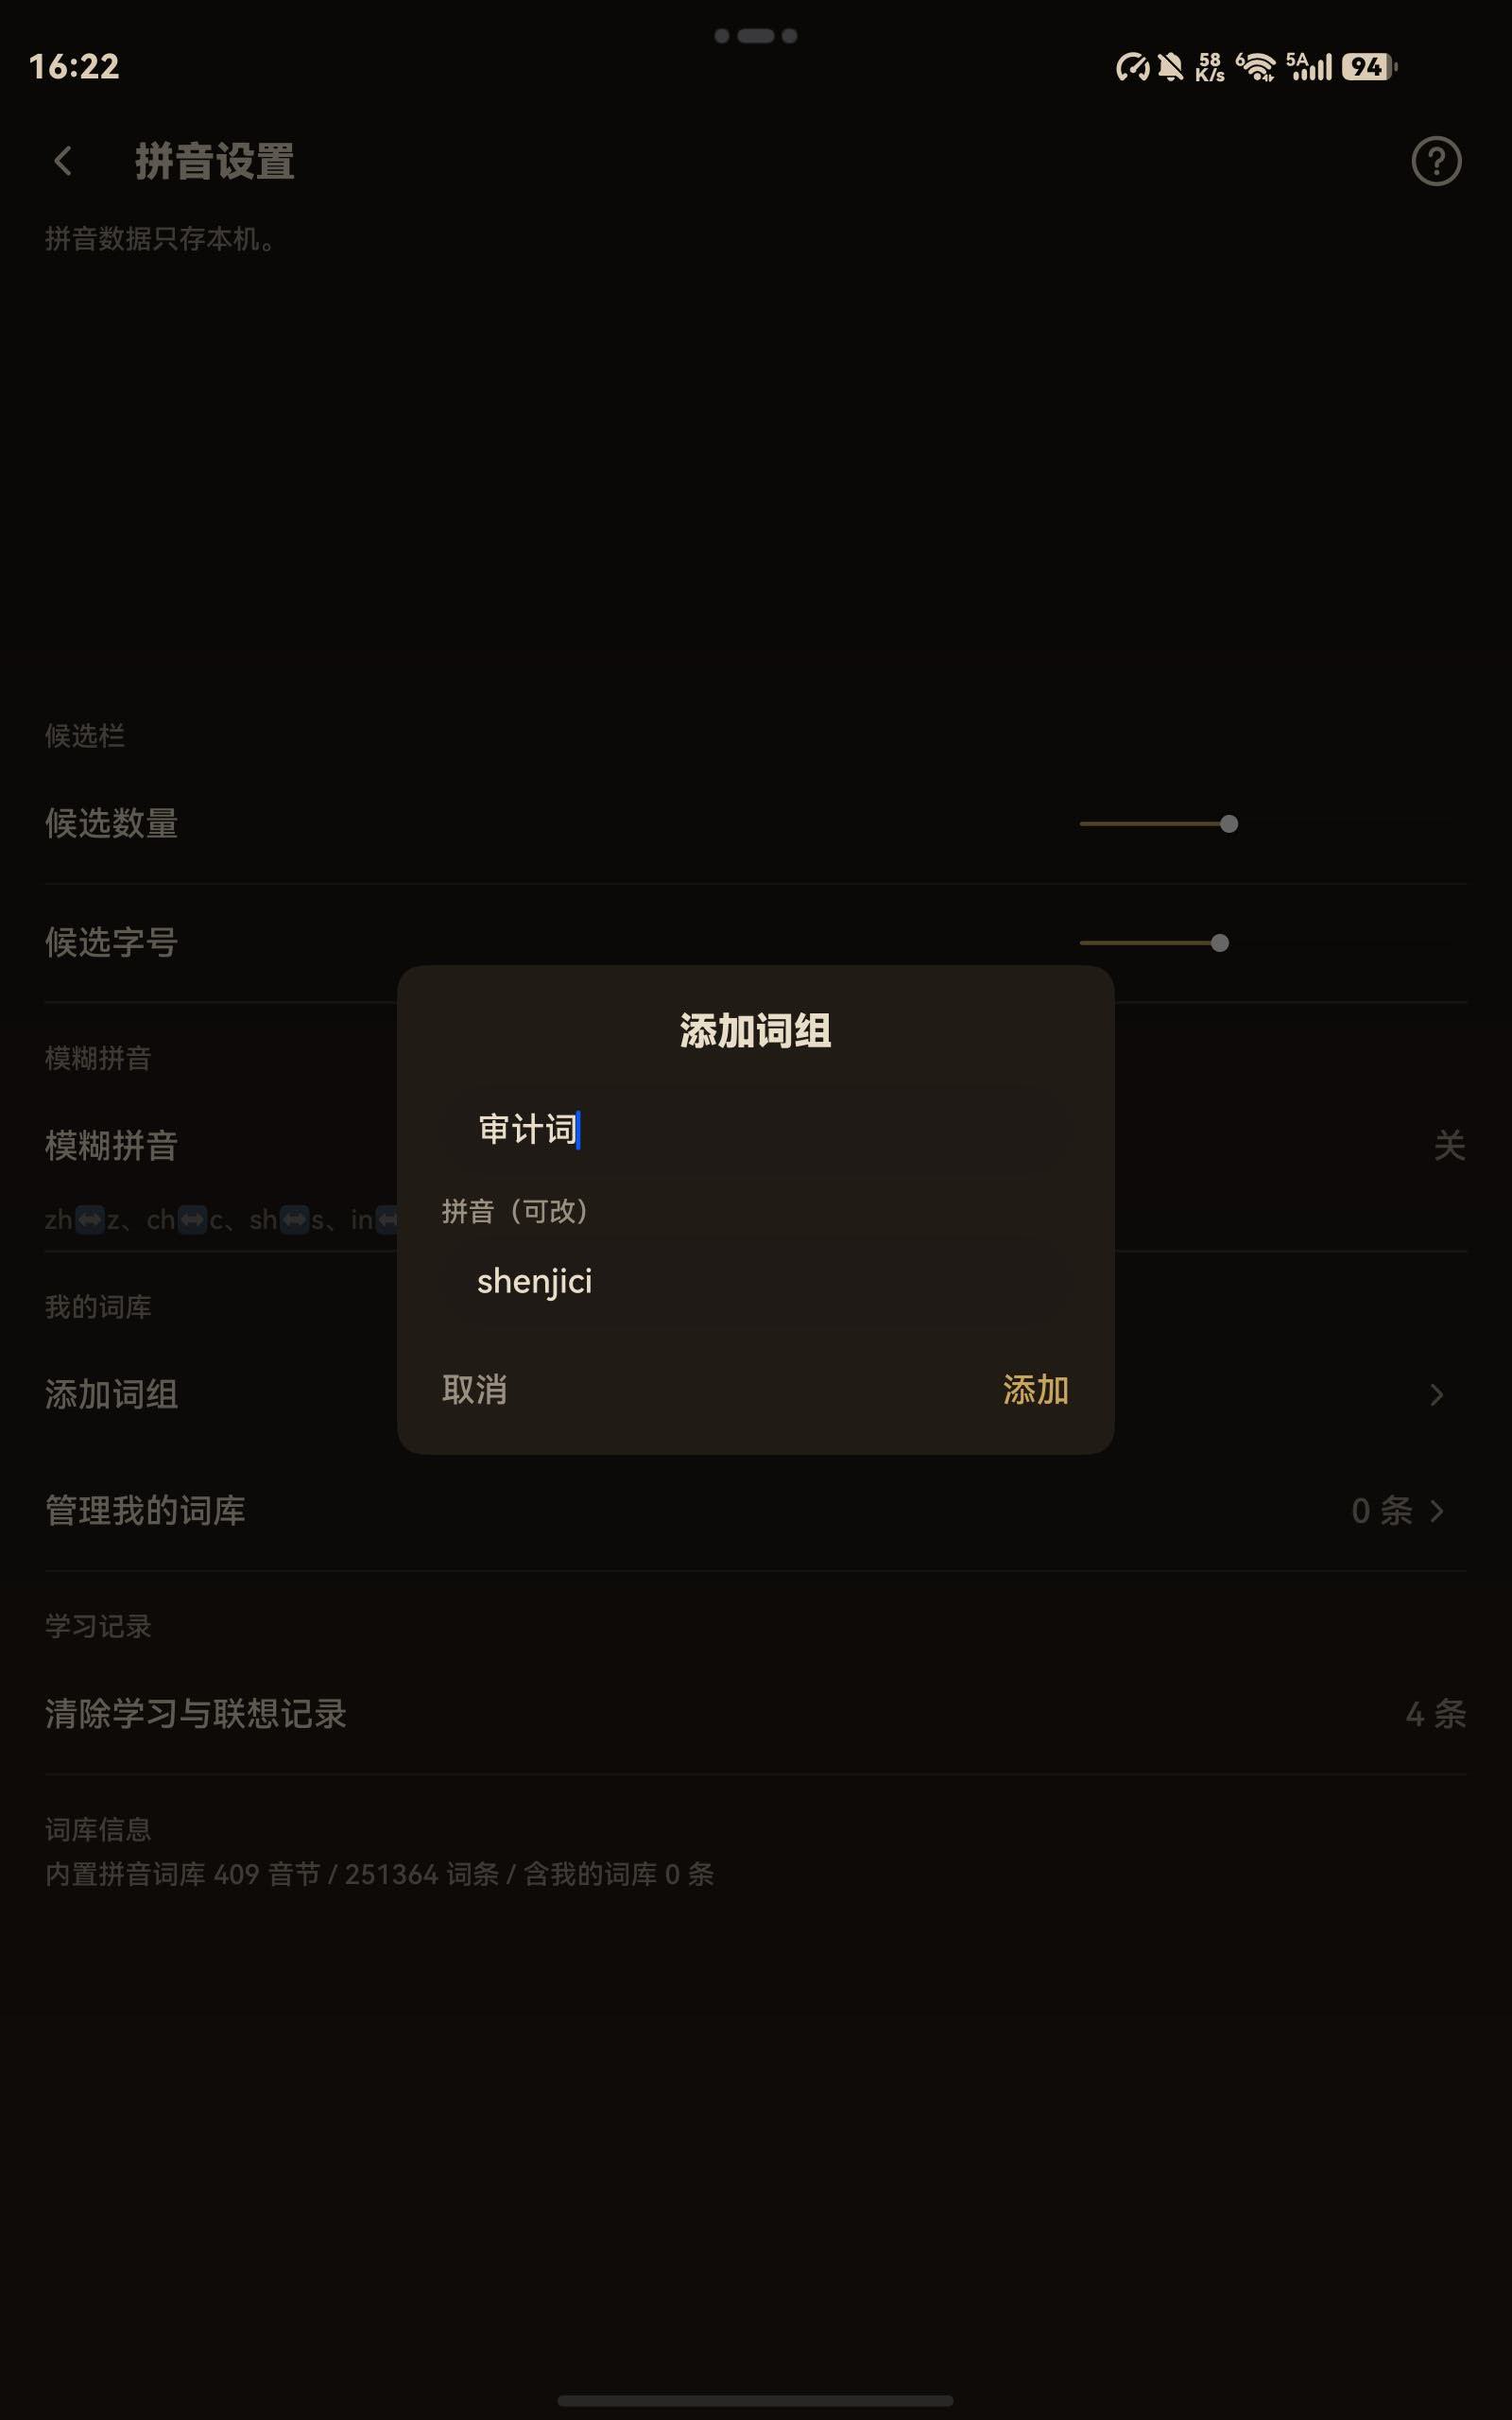 16:22
58 K/s 6 5A 94
拼音设置
拼音数据只存本机。
候选栏
候选数量
候选字号
添加词组
模糊拼音
审计词
模糊拼音 关
拼音（可改）
zh↔️z、ch↔️c、sh↔️s、in↔️
shenjici
我的词库
取消 添加
添加词组
管理我的词库 0 条
学习记录
清除学习与联想记录 4 条
词库信息
内置拼音词库 409 音节 / 251364 词条 / 含我的词库 0 条